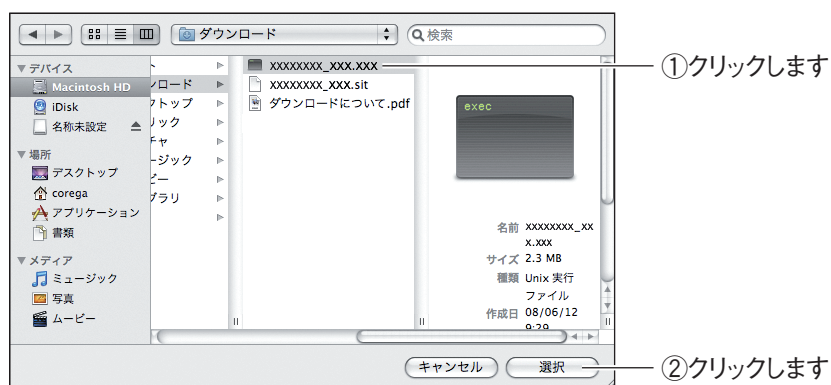 ダウンロード
検索
デバイス
Macintosh HD
iDisk
名称未設定
場所
デスクトップ
corega
アプリケーション
書類
メディア
ミュージック
写真
ムービー
ト
ンロード
クトップ
リック
チャ
ージック
ビー
ブラリ
xxxxxxxx_xxx.xxx
xxxxxxxx_xxx.sit
ダウンロードについて.pdf
exec
名前 xxxxxxxx_xx
x.xxx
サイズ 2.3 MB
種類 Unix 実行
ファイル
作成日 08/06/12
9:29
キャンセル
選択
①クリックします
②クリックします